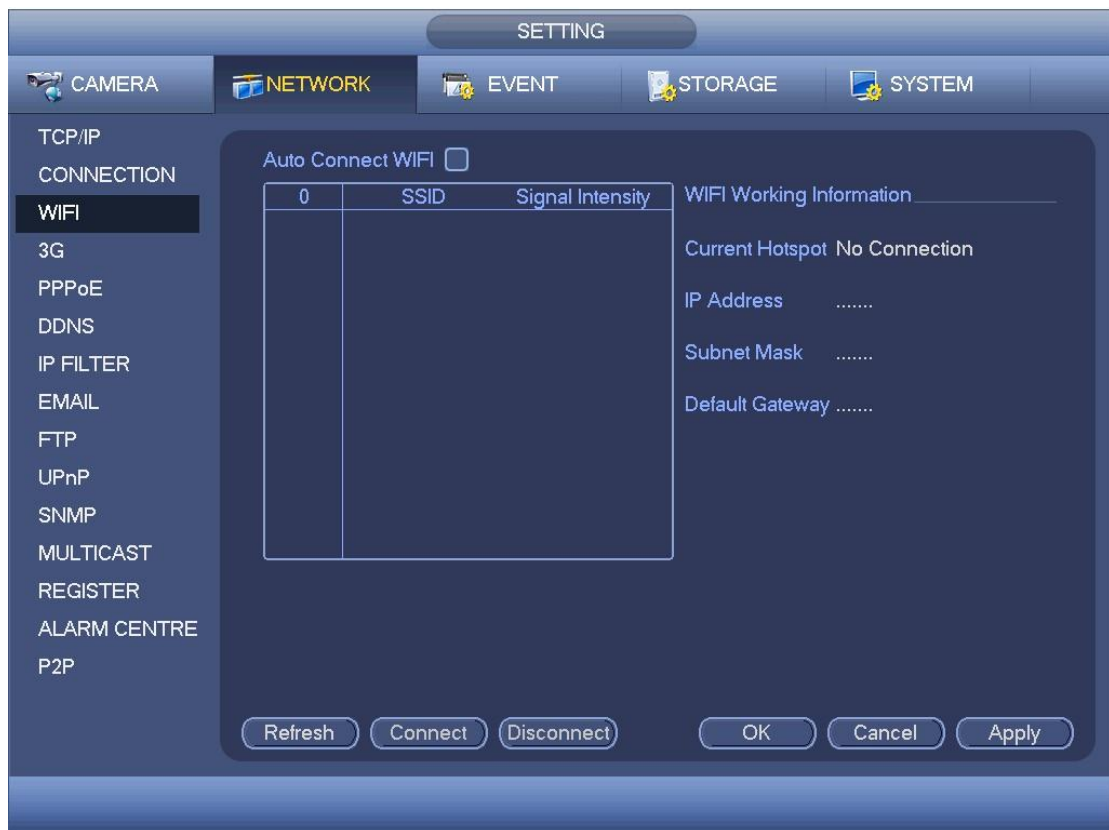 SETTING
CAMERA NETWORK EVENT STORAGE SYSTEM
TCP/IP
CONNECTION
WIFI
3G
PPPoE
DDNS
IP FILTER
EMAIL
FTP
UPnP
SNMP
MULTICAST
REGISTER
ALARM CENTRE
P2P
Auto Connect WIFI
0 SSID Signal Intensity
WIFI Working Information
Current Hotspot No Connection
IP Address .......
Subnet Mask .......
Default Gateway .......
Refresh Connect Disconnect OK Cancel Apply